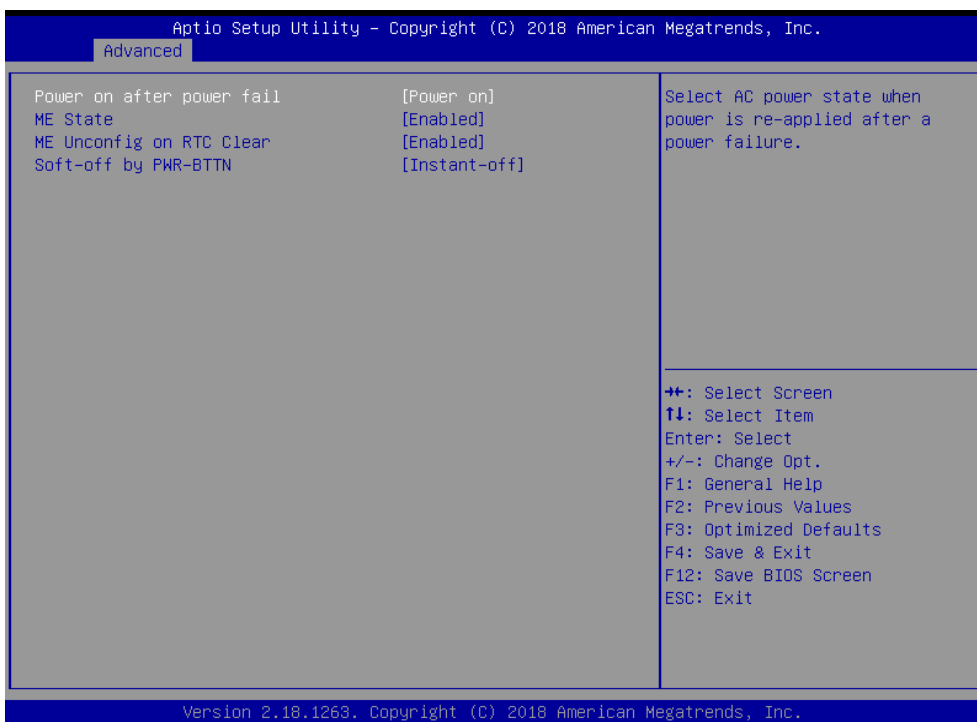 Aptio Setup Utility – Copyright (C) 2018 American Megatrends, Inc.
Advanced
Power on after power fail [Power on]
ME State [Enabled]
ME Unconfig on RTC Clear [Enabled]
Soft-off by PWR-BTTN [Instant-off]
Select AC power state when
power is re-applied after a
power failure.
→←: Select Screen
↑↓: Select Item
Enter: Select
+/-: Change Opt.
F1: General Help
F2: Previous Values
F3: Optimized Defaults
F4: Save & Exit
F12: Save BIOS Screen
ESC: Exit
Version 2.18.1263. Copyright (C) 2018 American Megatrends, Inc.